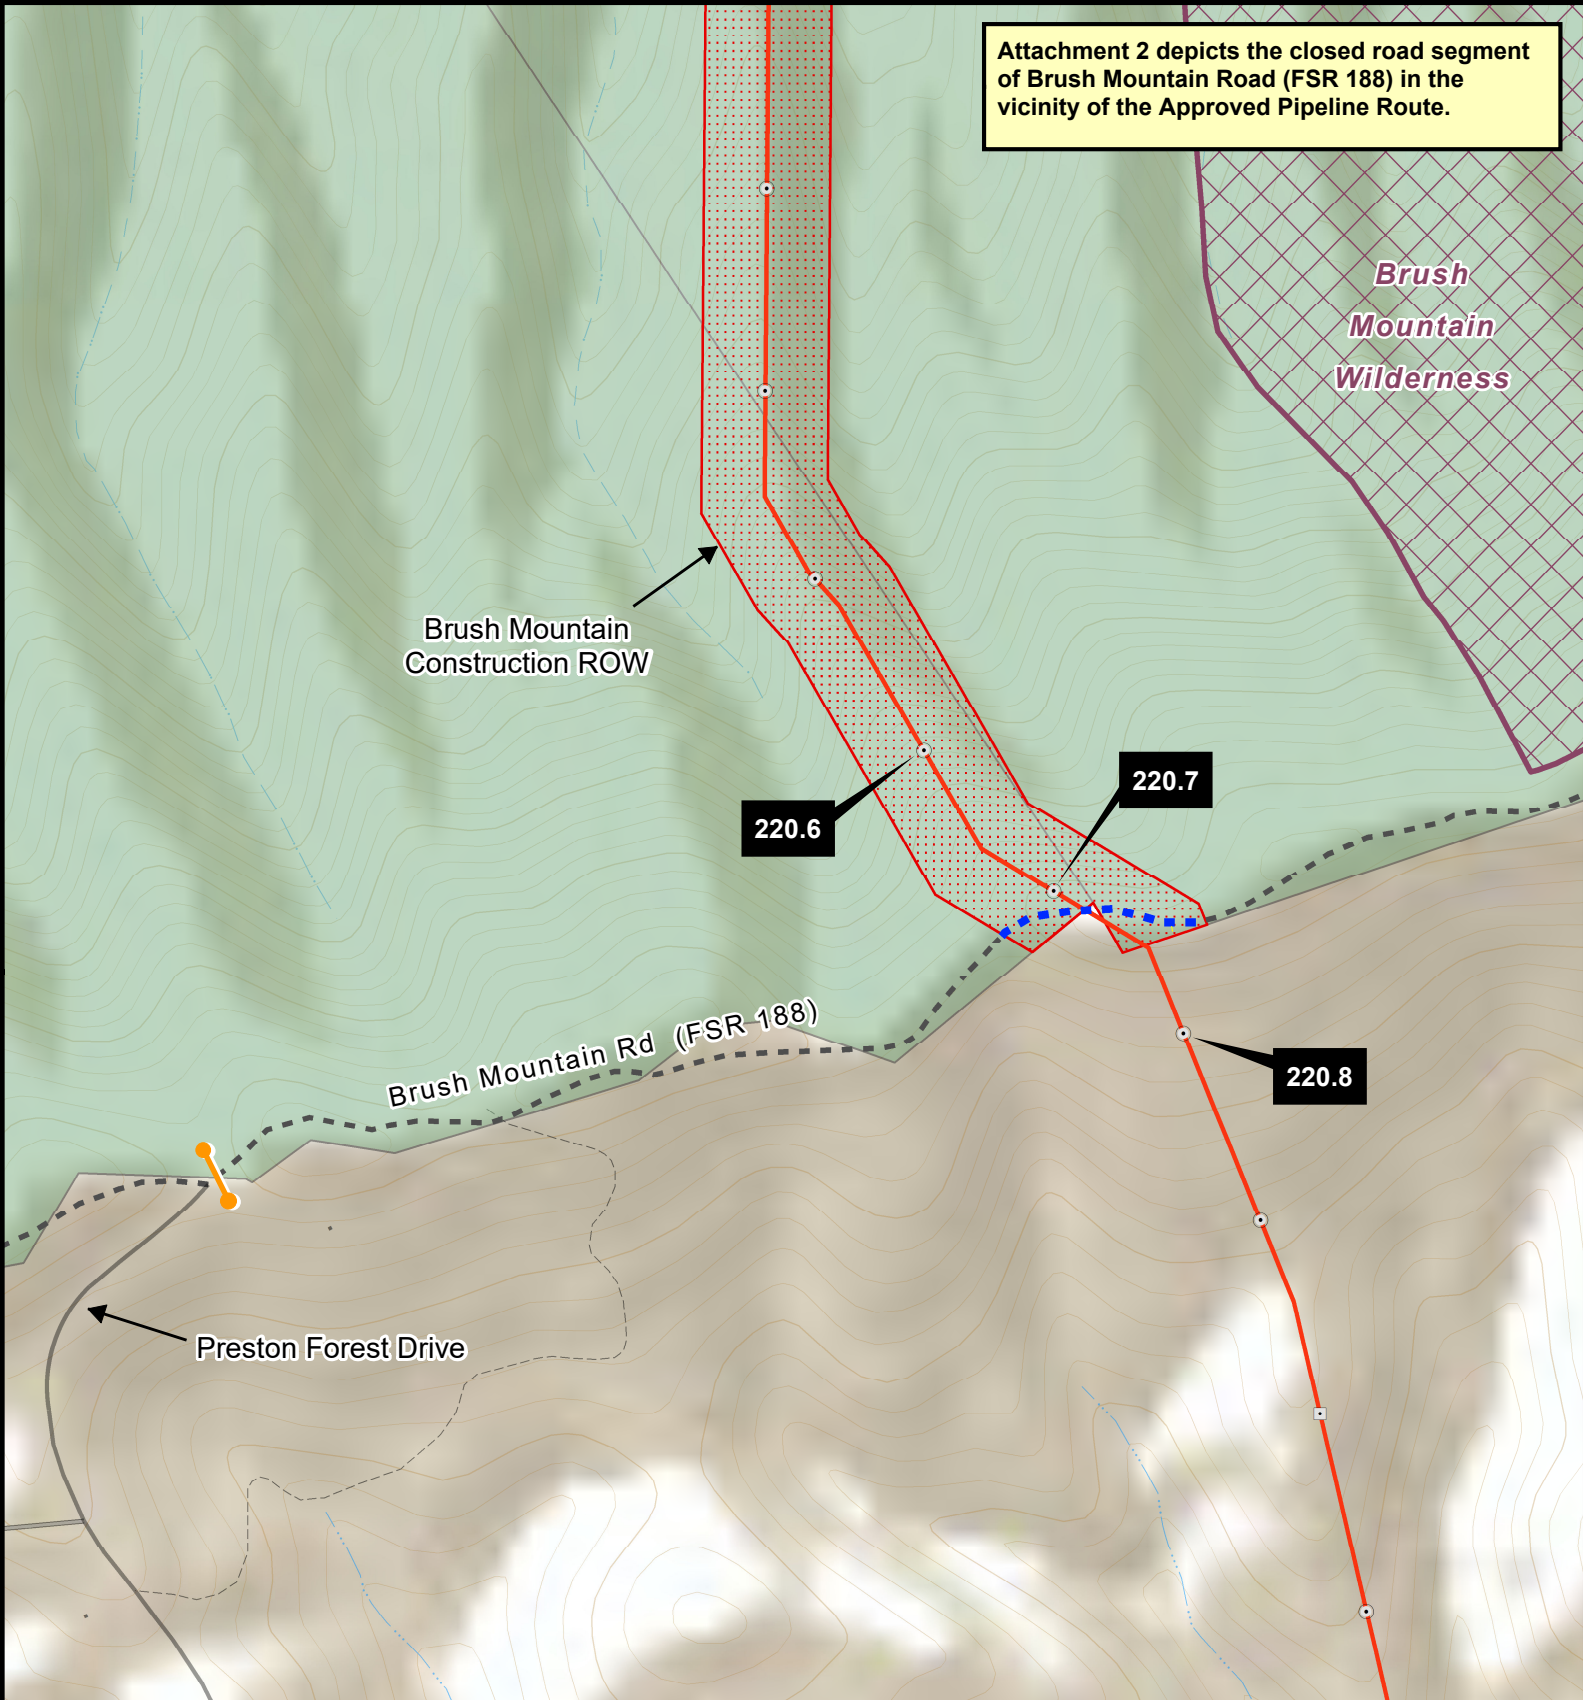 Attachment 2 depicts the closed road segment
of Brush Mountain Road (FSR 188) in the
vicinity of the Approved Pipeline Route.
Brush
Mountain
Wilderness
Brush Mountain
Construction ROW
220.7
220.6
Brush Mountain Rd (FSR 188)
220.8
Preston Forest Drive